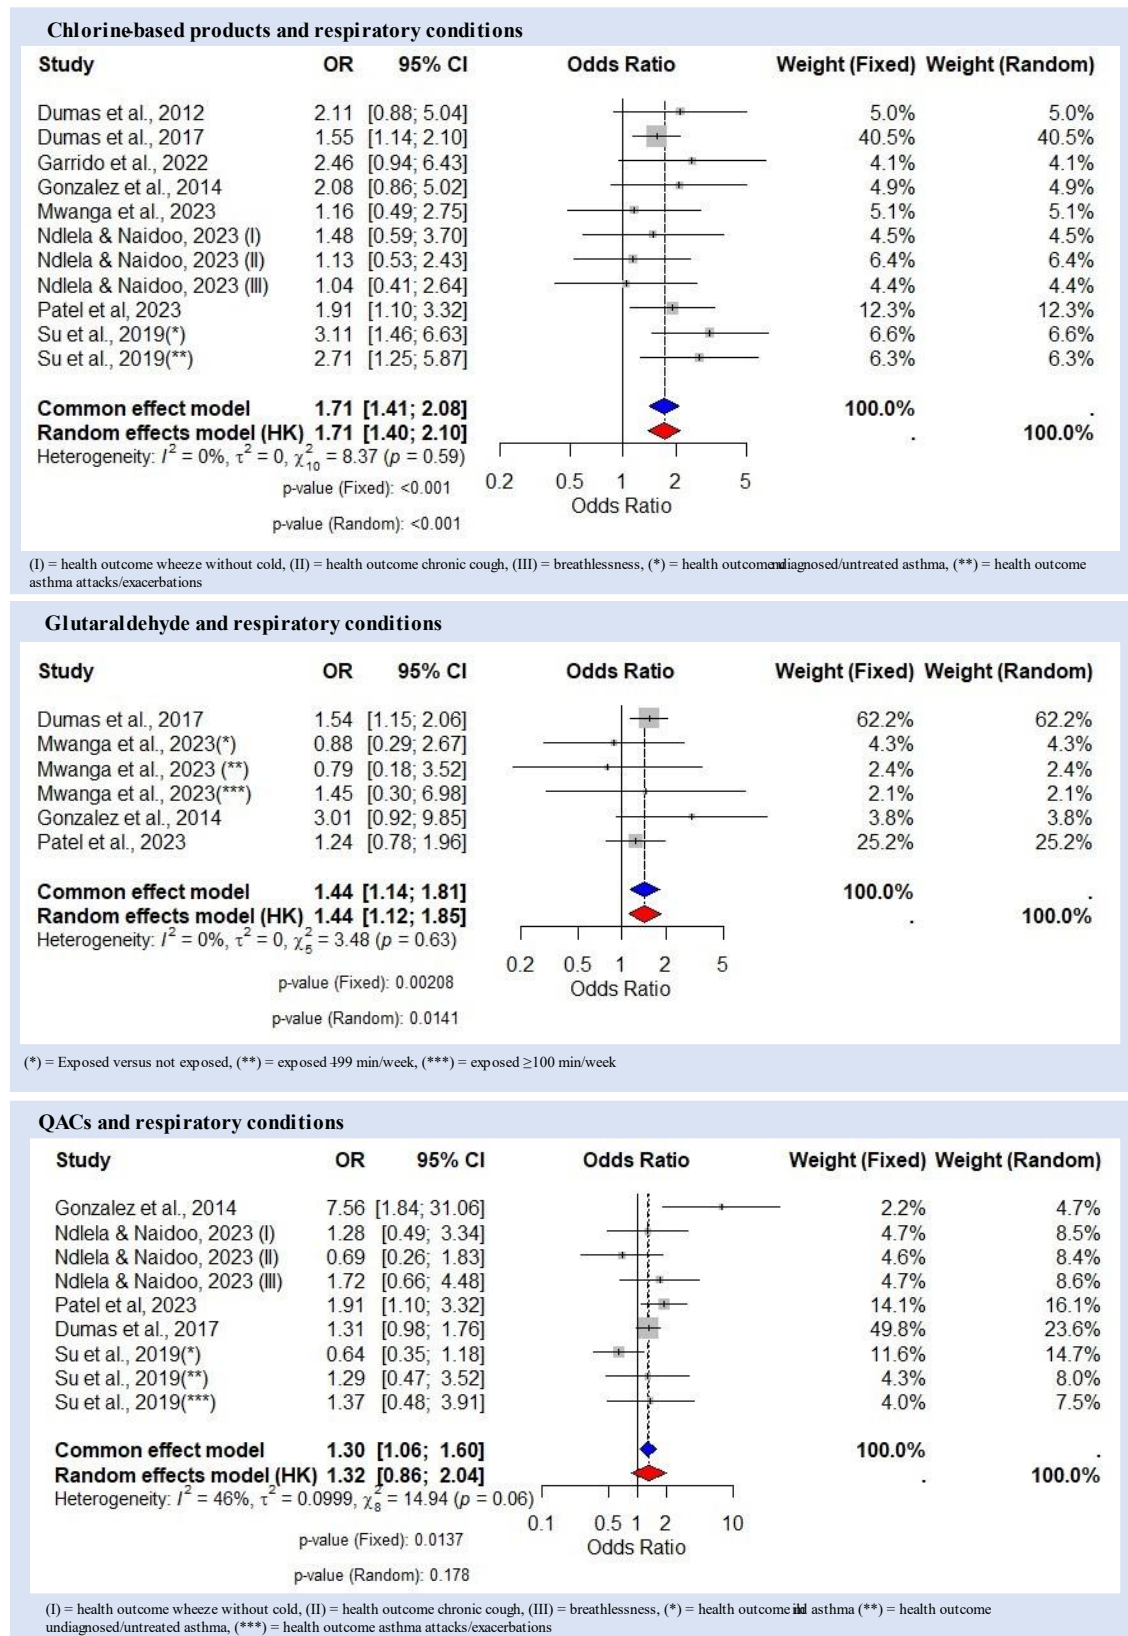 Chlorine-based products and respiratory conditions
Study OR 95% CI Odds Ratio Weight (Fixed) Weight (Random)
Dumas et al., 2012 2.11 [0.88; 5.04] 5.0% 5.0%
Dumas et al., 2017 1.55 [1.14; 2.10] 40.5% 40.5%
Garrido et al., 2022 2.46 [0.94; 6.43] 4.1% 4.1%
Gonzalez et al., 2014 2.08 [0.86; 5.02] 4.9% 4.9%
Mwanga et al., 2023 1.16 [0.49; 2.75] 5.1% 5.1%
Ndlela & Naidoo, 2023 (I) 1.48 [0.59; 3.70] 4.5% 4.5%
Ndlela & Naidoo, 2023 (II) 1.13 [0.53; 2.43] 6.4% 6.4%
Ndlela & Naidoo, 2023 (III) 1.04 [0.41; 2.64] 4.4% 4.4%
Patel et al, 2023 1.91 [1.10; 3.32] 12.3% 12.3%
Su et al., 2019(*) 3.11 [1.46; 6.63] 6.6% 6.6%
Su et al., 2019(**) 2.71 [1.25; 5.87] 6.3% 6.3%
Common effect model 1.71 [1.41; 2.08] 100.0% .
Random effects model (HK) 1.71 [1.40; 2.10] . 100.0%
Heterogeneity: I² = 0%, τ² = 0, χ²₁₀ = 8.37 (p = 0.59)
p-value (Fixed): <0.001 0.2 0.5 1 2 5
Odds Ratio
p-value (Random): <0.001
(I) = health outcome wheeze without cold, (II) = health outcome chronic cough, (III) = breathlessness, (*) = health outcome undiagnosed/untreated asthma, (**) = health outcome
asthma attacks/exacerbations
Glutaraldehyde and respiratory conditions
Study OR 95% CI Odds Ratio Weight (Fixed) Weight (Random)
Dumas et al., 2017 1.54 [1.15; 2.06] 62.2% 62.2%
Mwanga et al., 2023(*) 0.88 [0.29; 2.67] 4.3% 4.3%
Mwanga et al., 2023 (**) 0.79 [0.18; 3.52] 2.4% 2.4%
Mwanga et al., 2023(***) 1.45 [0.30; 6.98] 2.1% 2.1%
Gonzalez et al., 2014 3.01 [0.92; 9.85] 3.8% 3.8%
Patel et al., 2023 1.24 [0.78; 1.96] 25.2% 25.2%
Common effect model 1.44 [1.14; 1.81] 100.0% .
Random effects model (HK) 1.44 [1.12; 1.85] . 100.0%
Heterogeneity: I² = 0%, τ² = 0, χ²₅ = 3.48 (p = 0.63)
0.2 0.5 1 2 5
p-value (Fixed): 0.00208
Odds Ratio
p-value (Random): 0.0141
(*) = Exposed versus not exposed, (**) = exposed 1-99 min/week, (***) = exposed ≥100 min/week
QACs and respiratory conditions
Study OR 95% CI Odds Ratio Weight (Fixed) Weight (Random)
Gonzalez et al., 2014 7.56 [1.84; 31.06] 2.2% 4.7%
Ndlela & Naidoo, 2023 (I) 1.28 [0.49; 3.34] 4.7% 8.5%
Ndlela & Naidoo, 2023 (II) 0.69 [0.26; 1.83] 4.6% 8.4%
Ndlela & Naidoo, 2023 (III) 1.72 [0.66; 4.48] 4.7% 8.6%
Patel et al, 2023 1.91 [1.10; 3.32] 14.1% 16.1%
Dumas et al., 2017 1.31 [0.98; 1.76] 49.8% 23.6%
Su et al., 2019(*) 0.64 [0.35; 1.18] 11.6% 14.7%
Su et al., 2019(**) 1.29 [0.47; 3.52] 4.3% 8.0%
Su et al., 2019(***) 1.37 [0.48; 3.91] 4.0% 7.5%
Common effect model 1.30 [1.06; 1.60] 100.0% .
Random effects model (HK) 1.32 [0.86; 2.04] . 100.0%
Heterogeneity: I² = 46%, τ² = 0.0999, χ²₈ = 14.94 (p = 0.06)
0.1 0.5 1 2 10
p-value (Fixed): 0.0137
Odds Ratio
p-value (Random): 0.178
(I) = health outcome wheeze without cold, (II) = health outcome chronic cough, (III) = breathlessness, (*) = health outcome asthma (**) = health outcome
undiagnosed/untreated asthma, (***) = health outcome asthma attacks/exacerbations